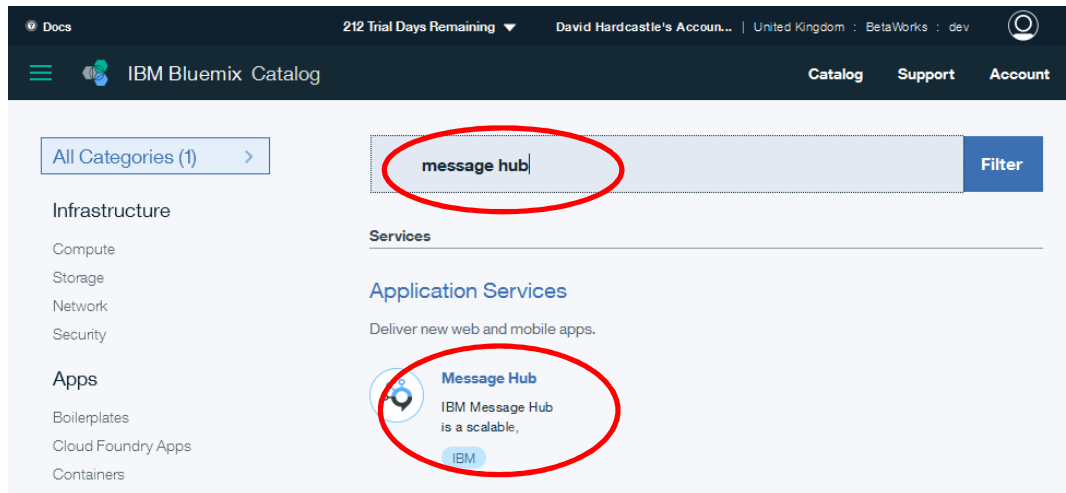 Docs
212 Trial Days Remaining
David Hardcastle's Accoun... | United Kingdom : BetaWorks : dev
IBM Bluemix Catalog
Catalog Support Account
All Categories (1) >
message hub
Filter
Infrastructure
Compute
Storage
Network
Security
Apps
Boilerplates
Cloud Foundry Apps
Containers
Services
Application Services
Deliver new web and mobile apps.
Message Hub
IBM Message Hub
is a scalable,
IBM